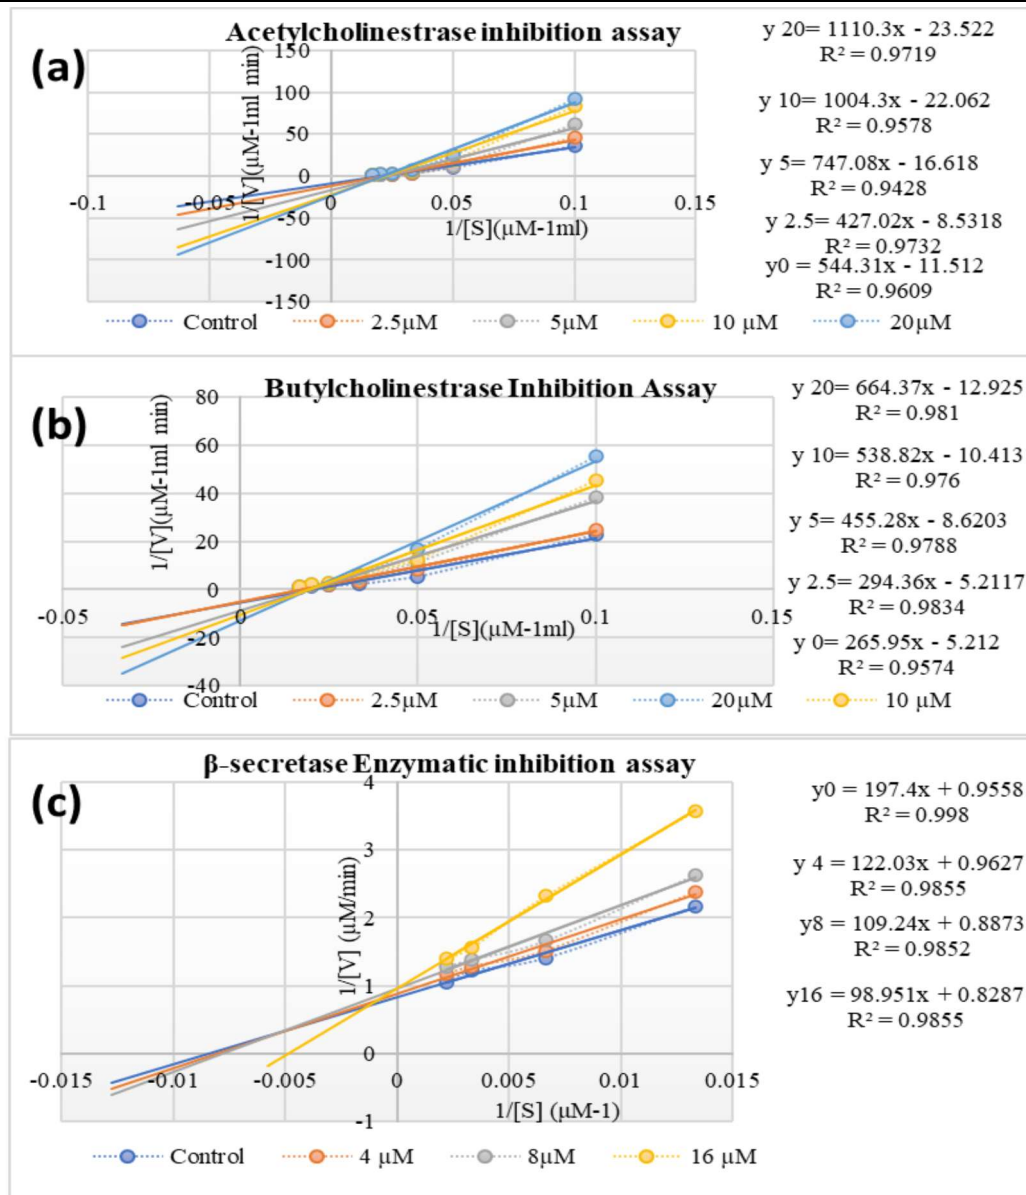 (a)
Acetylcholinestrase inhibition assay
1/[V](µM-1ml min)
150
100
50
0
-50
-100
-150
-0.1
-0.05
0
0.05
0.1
0.15
1/[S](µM-1ml)
y 20= 1110.3x - 23.522
R² = 0.9719
y 10= 1004.3x - 22.062
R² = 0.9578
y 5= 747.08x - 16.618
R² = 0.9428
y 2.5= 427.02x - 8.5318
R² = 0.9732
y0 = 544.31x - 11.512
R² = 0.9609
Control 2.5µM 5µM 10 µM 20µM
(b)
Butylcholinestrase Inhibition Assay
1/[V](µM-1ml min)
80
60
40
20
0
-20
-40
-0.05
0
0.05
0.1
0.15
1/[S](µM-1ml)
y 20= 664.37x - 12.925
R² = 0.981
y 10= 538.82x - 10.413
R² = 0.976
y 5= 455.28x - 8.6203
R² = 0.9788
y 2.5= 294.36x - 5.2117
R² = 0.9834
y 0= 265.95x - 5.212
R² = 0.9574
Control 2.5µM 5µM 20µM 10 µM
(c)
β-secretase Enzymatic inhibition assay
1/[V] (µM/min)
4
3
2
1
0
-1
-0.015
-0.01
-0.005
0
0.005
0.01
0.015
1/[S] (µM-1)
y0 = 197.4x + 0.9558
R² = 0.998
y 4 = 122.03x + 0.9627
R² = 0.9855
y8 = 109.24x + 0.8873
R² = 0.9852
y16 = 98.951x + 0.8287
R² = 0.9855
Control 4 µM 8µM 16 µM